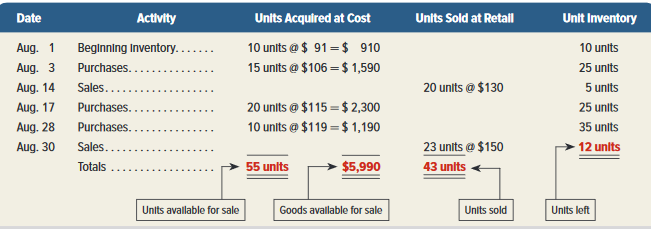 Date Activity Units Acquired at Cost Units Sold at Retail Unit Inventory
Aug. 1 Beginning Inventory....... 10 units @ $ 91 = $ 910 10 units
Aug. 3 Purchases............... 15 units @ $106 = $ 1,590 25 units
Aug. 14 Sales................... 20 units @ $130 5 units
Aug. 17 Purchases............... 20 units @ $115 = $ 2,300 25 units
Aug. 28 Purchases............... 10 units @ $119 = $ 1,190 35 units
Aug. 30 Sales................... 23 units @ $150 12 units
Totals .................. 55 units $5,990 43 units
Units available for sale Goods available for sale Units sold Units left